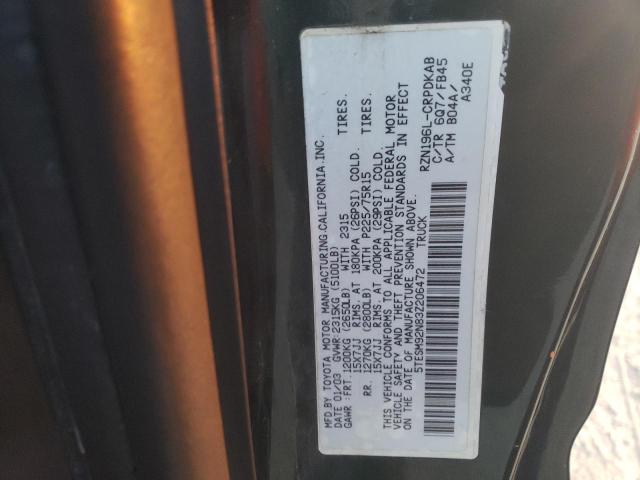 MFD.BY TOYOTA MOTOR MANUFACTURING,CALIFORNIA,INC.
DATE 01/03 GVWR-2315KG (5100LB)
GAWR :FRT.1200KG (2650LB) WITH 2315 TIRES.
15X7JJ RIMS. AT 180KPA (26PSI) COLD.
RR. 1270KG (2800LB) WITH P225/75R15 TIRES.
15X7JJ RIMS. AT 200KPA (29PSI) COLD.
THIS VEHICLE CONFORMS TO ALL APPLICABLE FEDERAL MOTOR
VEHICLE SAFETY AND THEFT PREVENTION STANDARDS IN EFFECT
ON THE DATE OF MANUFACTURE SHOWN ABOVE.
5TESM92N83Z206472 TRUCK
RZN196L-CRPDKAB
C/TR 6Q7/FB45
A/TM B04A/
A340E